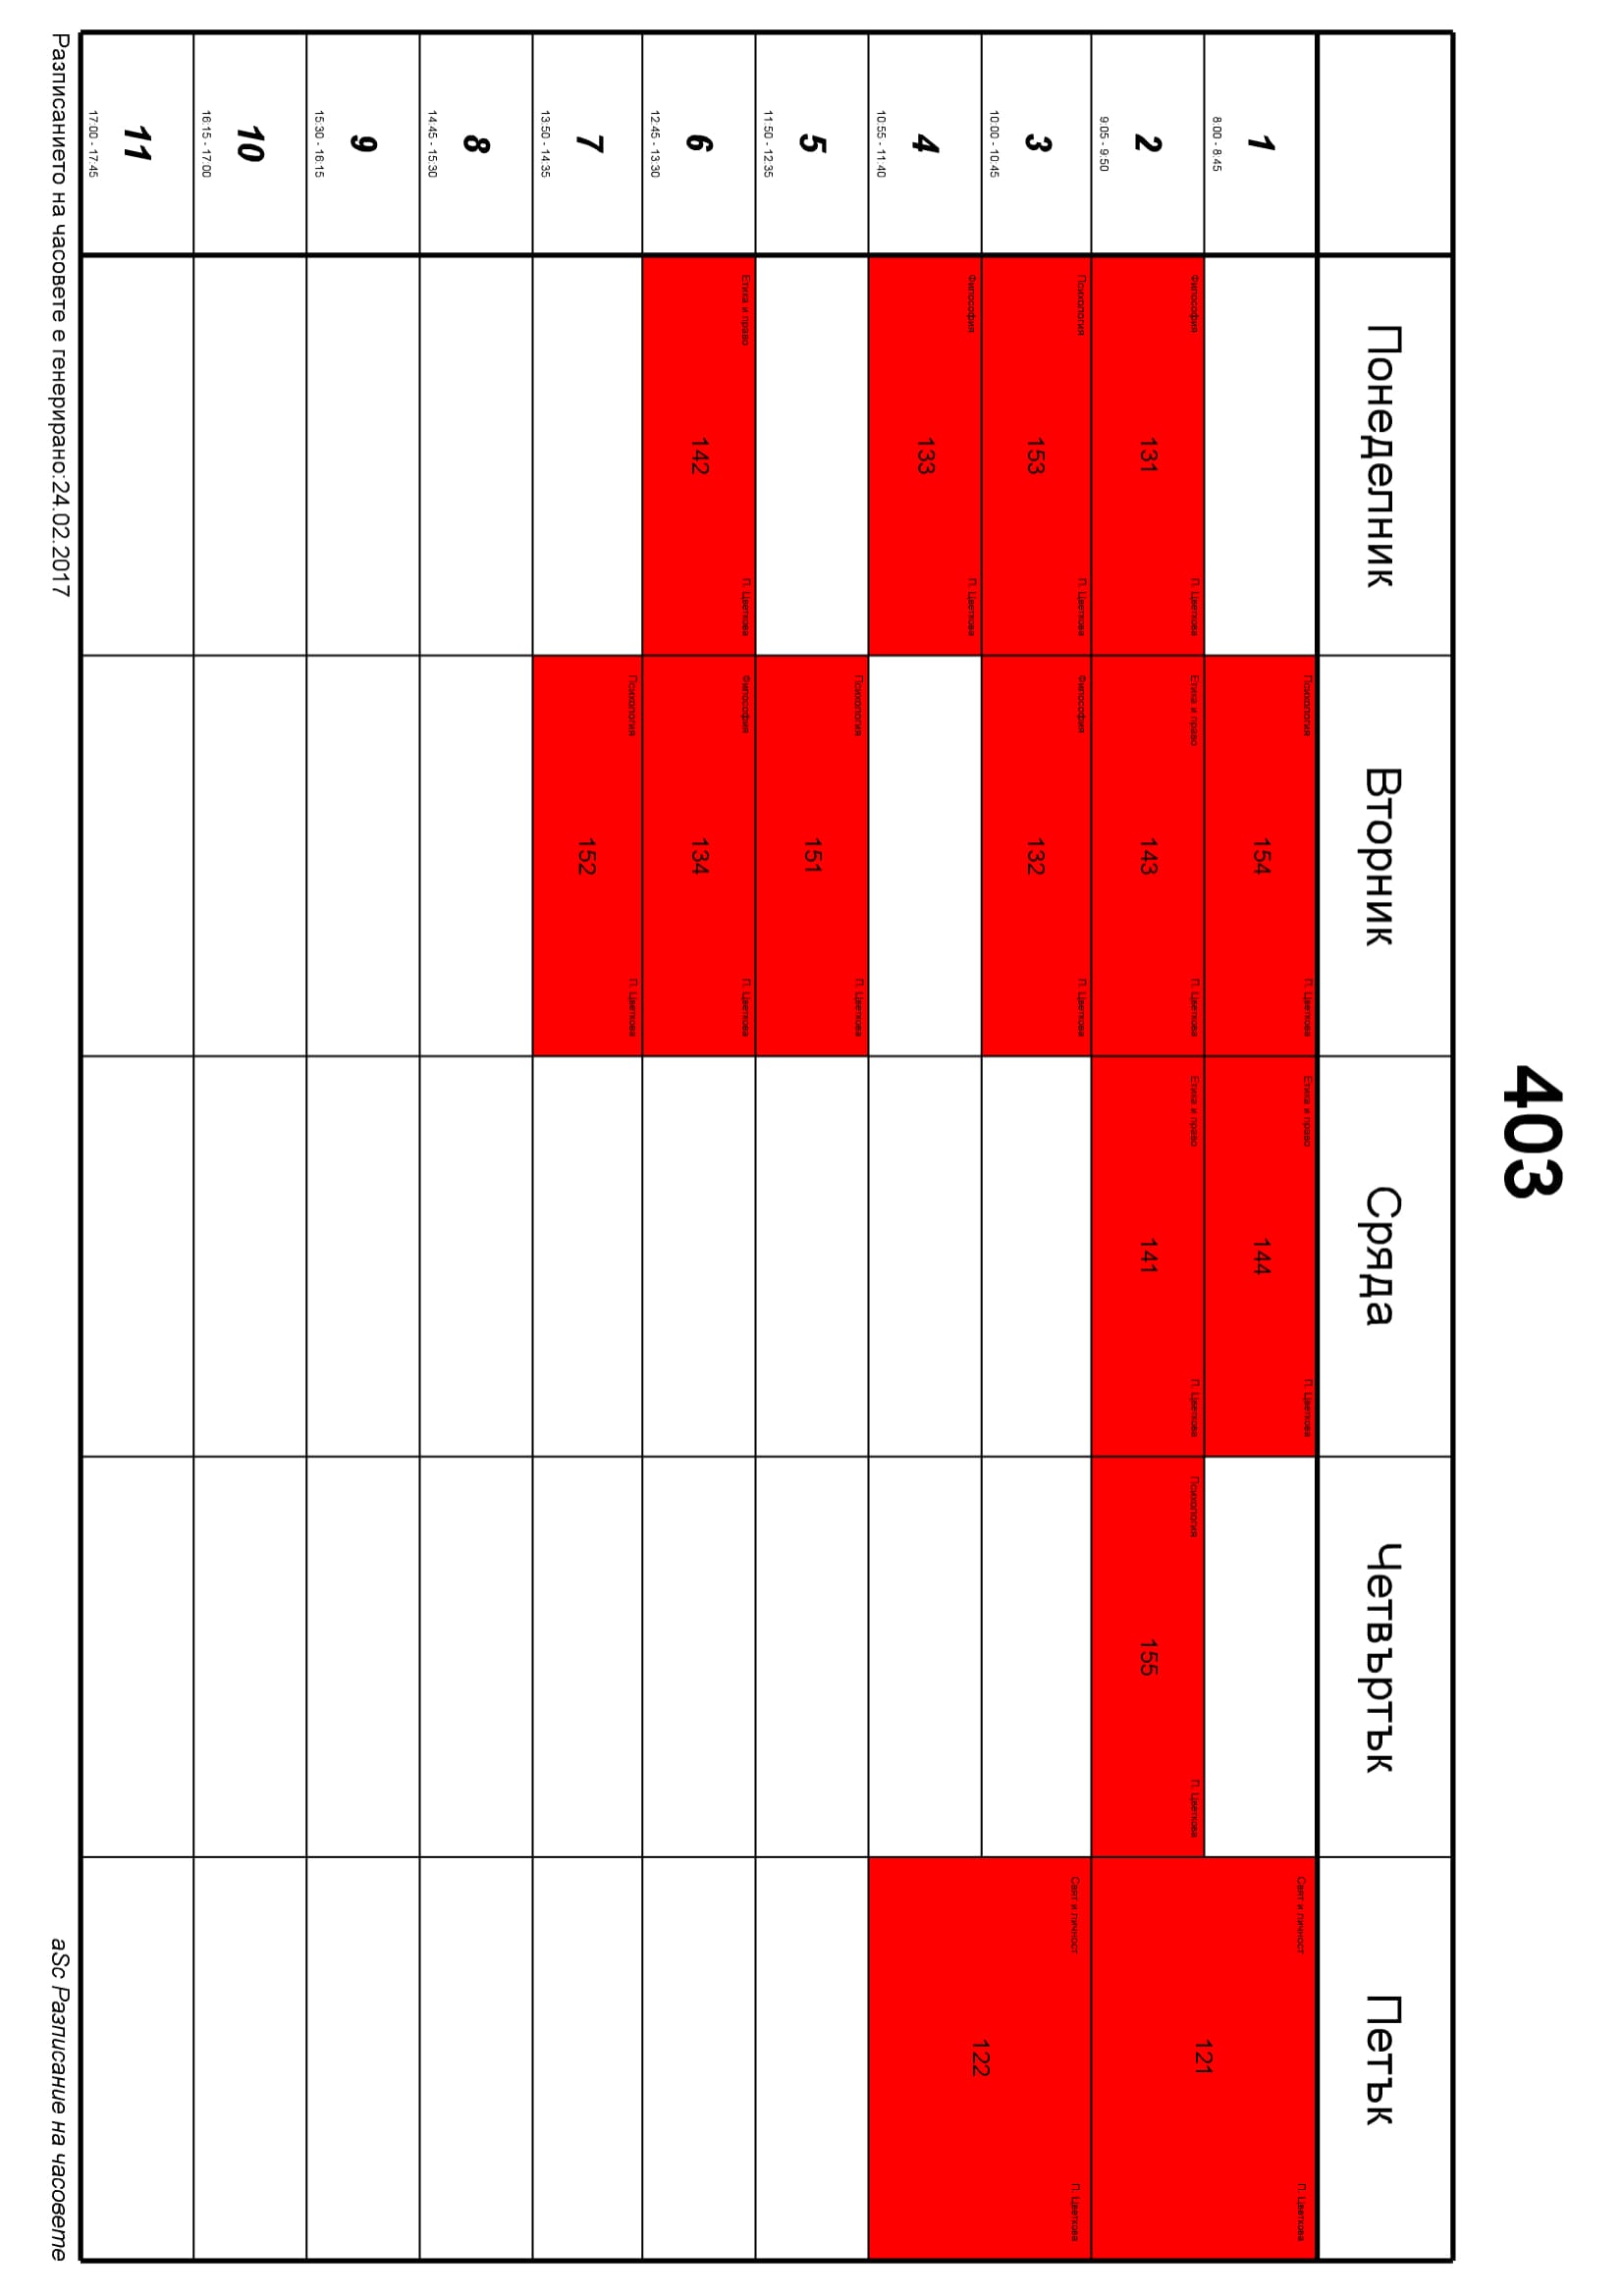 403
Понеделник
Вторник
Сряда
Четвъртък
Петък
1
8:00 - 8:45
Психология
154
П. Цветкова
Етика и право
144
П. Цветкова
Свят и личност
121
П. Цветкова
2
9:05 - 9:50
Философия
131
П. Цветкова
Етика и право
143
П. Цветкова
Етика и право
141
П. Цветкова
Психология
155
П. Цветкова
3
10:00 - 10:45
Психология
153
П. Цветкова
Философия
132
П. Цветкова
Свят и личност
122
П. Цветкова
4
10:55 - 11:40
Философия
133
П. Цветкова
5
11:50 - 12:35
Психология
151
П. Цветкова
6
12:45 - 13:30
Етика и право
142
П. Цветкова
Философия
134
П. Цветкова
7
13:50 - 14:35
Психология
152
П. Цветкова
8
14:45 - 15:30
9
15:30 - 16:15
10
16:15 - 17:00
11
17:00 - 17:45
Разписанието на часовете е генерирано:24.02.2017
aSc Разписание на часовете